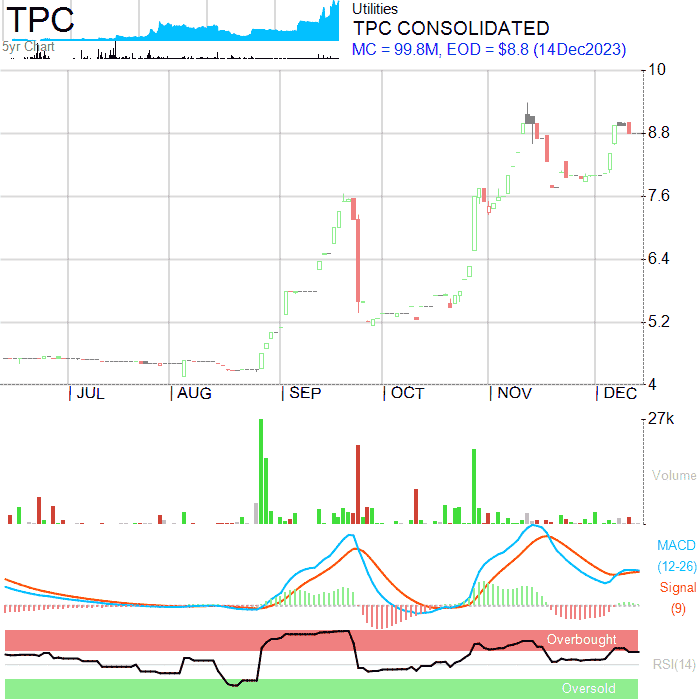 TPC
5yr Chart
Utilities
TPC CONSOLIDATED
MC = 99.8M, EOD = $8.8 (14Dec2023)
10
8.8
7.6
6.4
5.2
4
JUL AUG SEP OCT NOV DEC
27k
Volume
MACD
(12-26)
Signal
(9)
Overbought
RSI(14)
Oversold